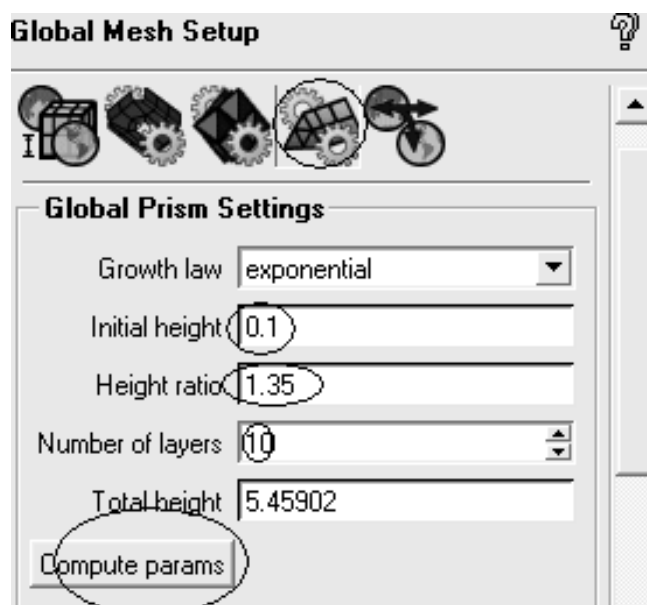 Global Mesh Setup
Global Prism Settings
Growth law exponential
Initial height 0.1
Height ratio 1.35
Number of layers 10
Total height 5.45902
Compute params